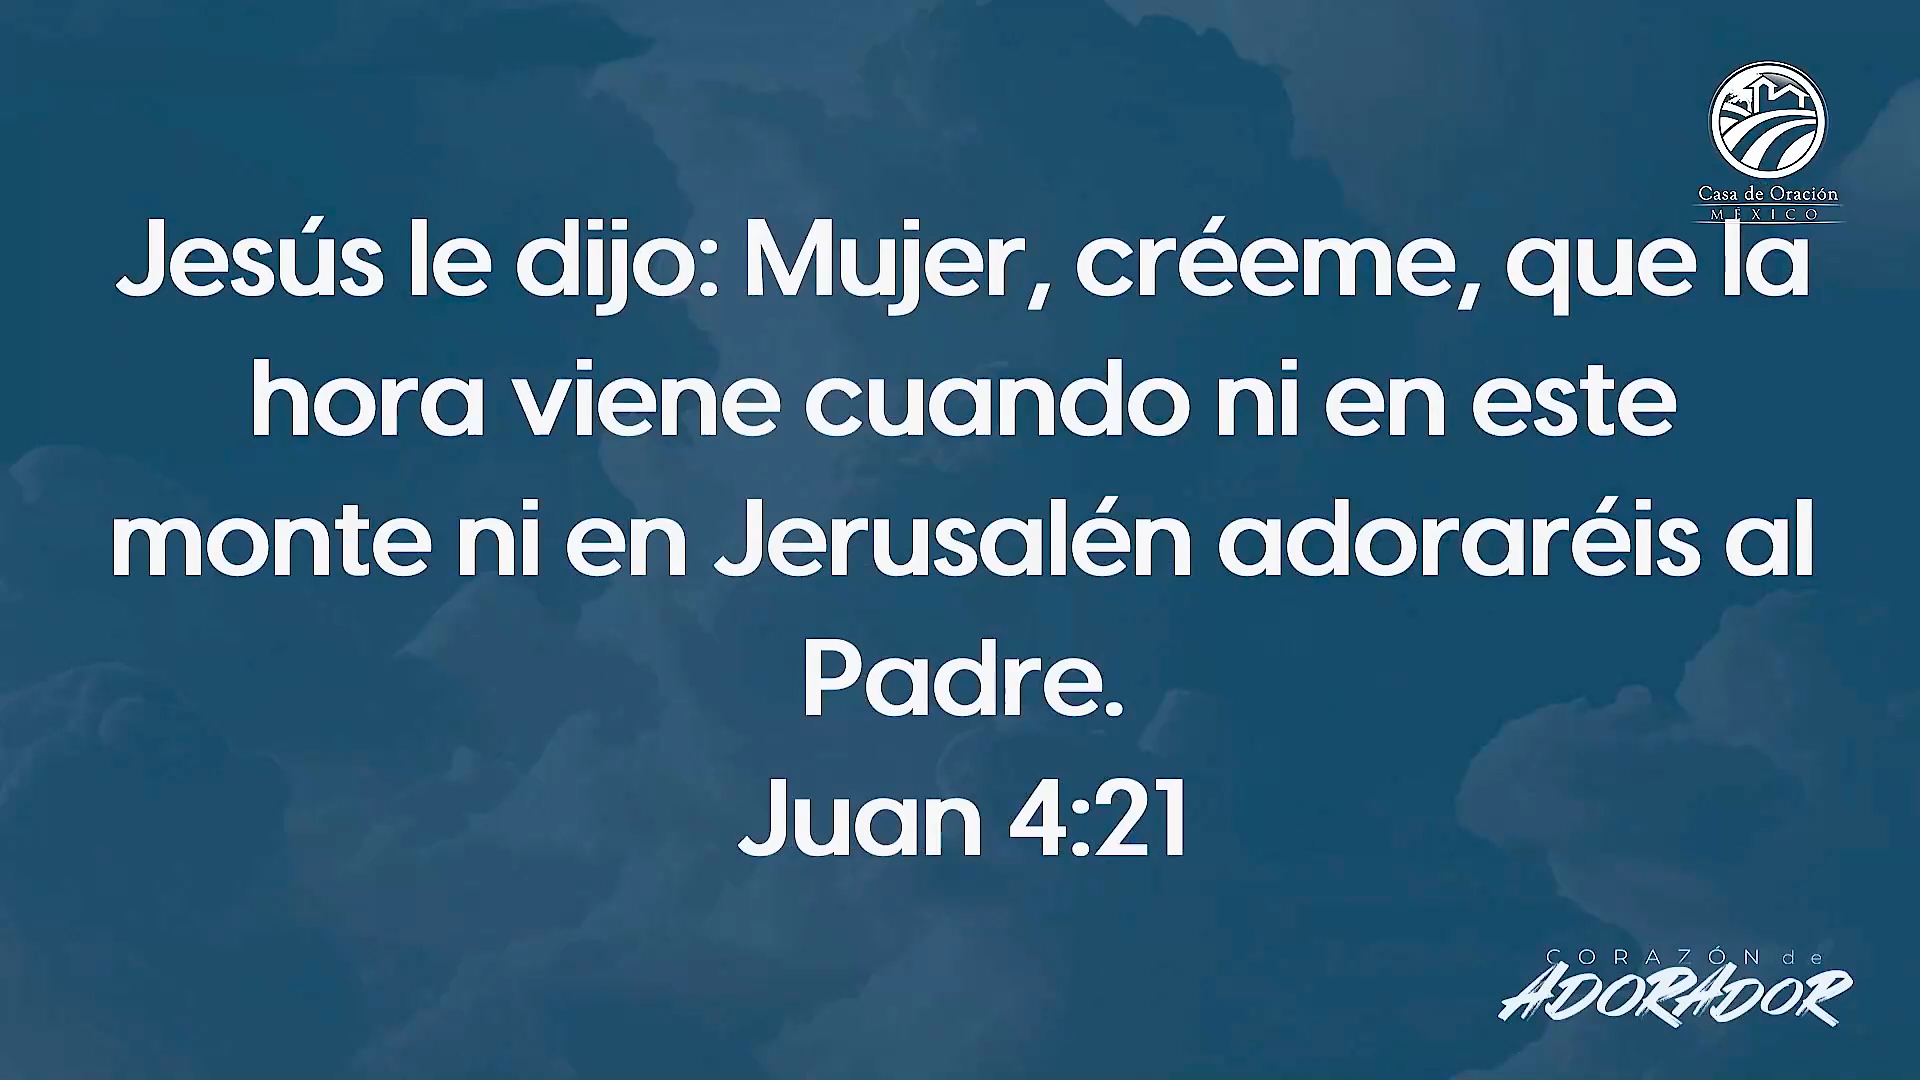 Casa de Oración
MÉXICO
Jesús le dijo: Mujer, créeme, que la
hora viene cuando ni en este
monte ni en Jerusalén adoraréis al
Padre.
Juan 4:21
CORAZÓN de
ADORADOR